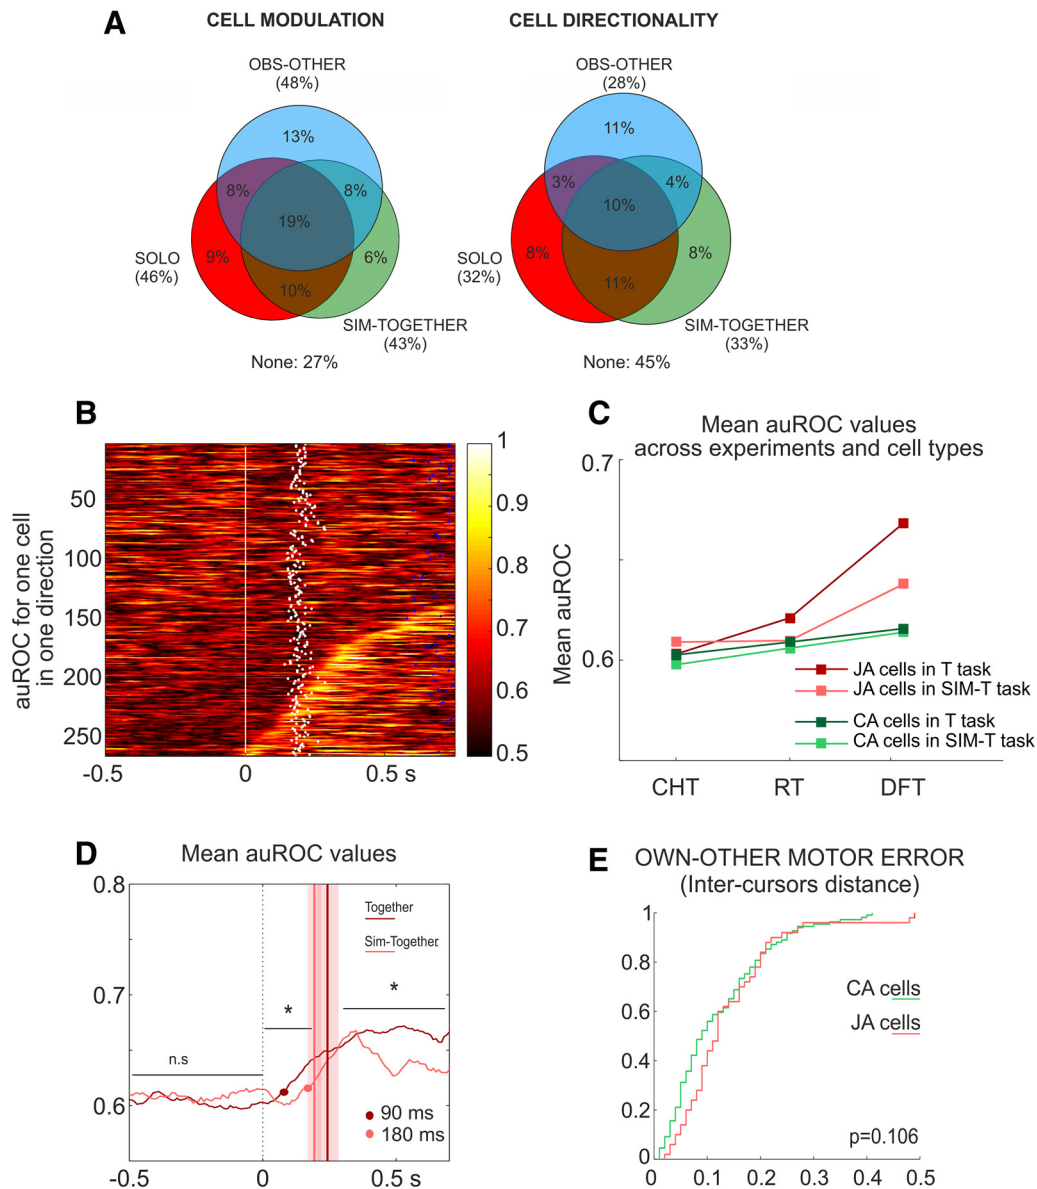 A
CELL MODULATION
CELL DIRECTIONALITY
OBS-OTHER
(48%)
13%
8%
8%
19%
9%
6%
10%
SOLO
(46%)
SIM-TOGETHER
(43%)
None: 27%
OBS-OTHER
(28%)
11%
3%
4%
10%
8%
8%
11%
SOLO
(32%)
SIM-TOGETHER
(33%)
None: 45%
B
auROC for one cell
in one direction
50
100
150
200
250
-0.5
0
0.5 s
1
0.9
0.8
0.7
0.6
0.5
C
Mean auROC values
across experiments and cell types
Mean auROC
0.7
0.6
JA cells in T task
JA cells in SIM-T task
CA cells in T task
CA cells in SIM-T task
CHT
RT
DFT
D
Mean auROC values
0.8
0.7
0.6
Together
Sim-Together
*
*
n.s
90 ms
180 ms
-0.5
0
0.5 s
E
OWN-OTHER MOTOR ERROR
(Inter-cursors distance)
1
0.8
0.6
0.4
0.2
0
CA cells
JA cells
p=0.106
0
0.1
0.2
0.3
0.4
0.5